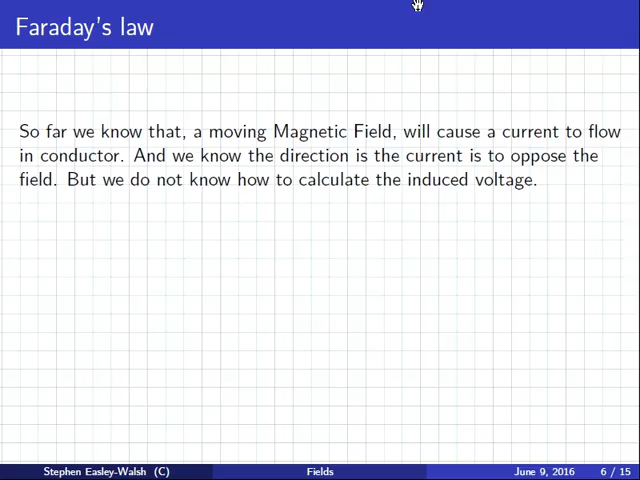 Faraday's law
So far we know that, a moving Magnetic Field, will cause a current to flow
in conductor. And we know the direction is the current is to oppose the
field. But we do not know how to calculate the induced voltage.
Stephen Easley-Walsh (C) Fields June 9, 2016 6 / 15